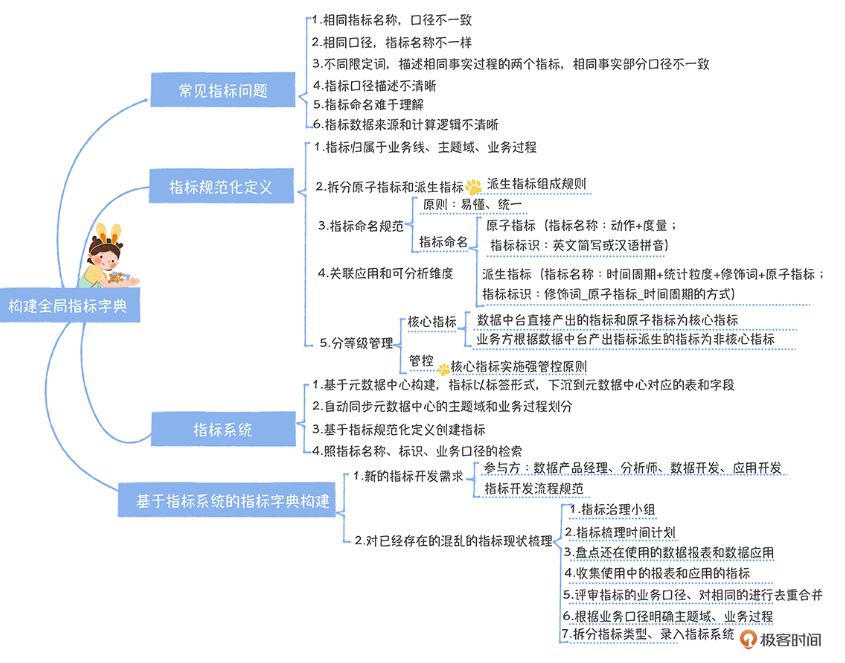 构建全局指标字典
常见指标问题
1.相同指标名称，口径不一致
2.相同口径，指标名称不一样
3.不同限定词，描述相同事实过程的两个指标，相同事实部分口径不一致
4.指标口径描述不清晰
5.指标命名难于理解
6.指标数据来源和计算逻辑不清晰
指标规范化定义
1.指标归属于业务线、主题域、业务过程
2.拆分原子指标和派生指标
派生指标组成规则
3.指标命名规范
原则：易懂、统一
指标命名
原子指标（指标名称：动作+度量；
指标标识：英文简写或汉语拼音）
派生指标（指标名称：时间周期+统计粒度+修饰词+原子指标；
指标标识：修饰词_原子指标_时间周期的方式）
4.关联应用和可分析维度
5.分等级管理
核心指标
数据中台直接产出的指标和原子指标为核心指标
业务方根据数据中台产出指标派生的指标为非核心指标
管控
核心指标实施强管控原则
指标系统
1.基于元数据中心构建，指标以标签形式，下沉到元数据中心对应的表和字段
2.自动同步元数据中心的主题域和业务过程划分
3.基于指标规范化定义创建指标
4.照指标名称、标识、业务口径的检索
基于指标系统的指标字典构建
1.新的指标开发需求
参与方：数据产品经理、分析师、数据开发、应用开发
指标开发流程规范
2.对已经存在的混乱的指标现状梳理
1.指标治理小组
2.指标梳理时间计划
3.盘点还在使用的数据报表和数据应用
4.收集使用中的报表和应用的指标
5.评审指标的业务口径、对相同的进行去重合并
6.根据业务口径明确主题域、业务过程
7.拆分指标类型、录入指标系统
极客时间